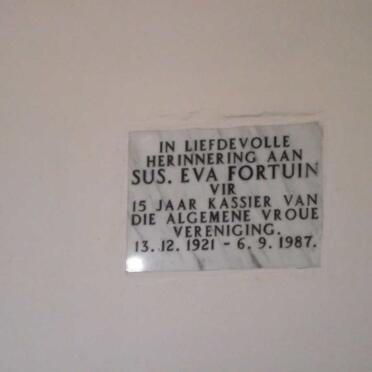 IN LIEFDEVOLLE
HERINNERING AAN
SUS. EVA FORTUIN
VIR
15 JAAR KASSIER VAN
DIE ALGEMENE VROUE
VERENIGING.
13. 12. 1921 – 6. 9. 1987.